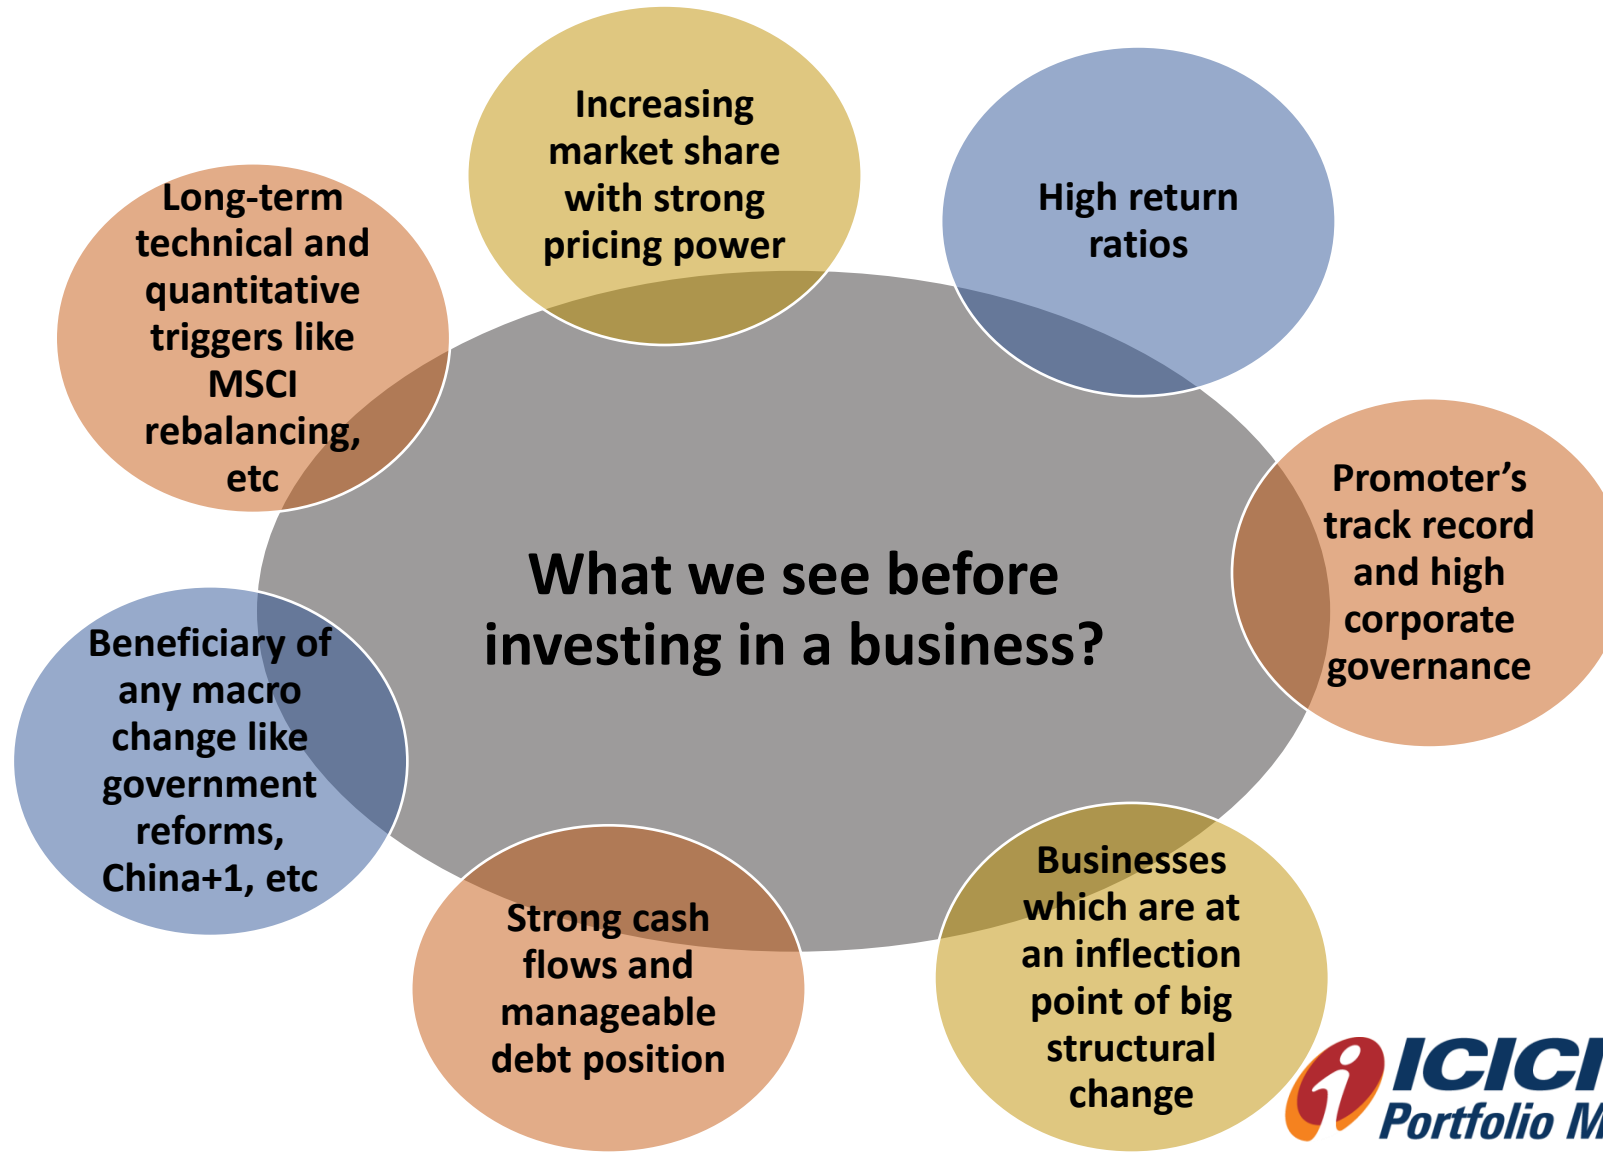 Increasing
market share
with strong
pricing power
High return
ratios
Long-term
technical and
quantitative
triggers like
MSCI
rebalancing,
etc
Promoter’s
track record
and high
corporate
governance
What we see before
investing in a business?
Beneficiary of
any macro
change like
government
reforms,
China+1, etc
Strong cash
flows and
manageable
debt position
Businesses
which are at
an inflection
point of big
structural
change
ICICI
Portfolio M